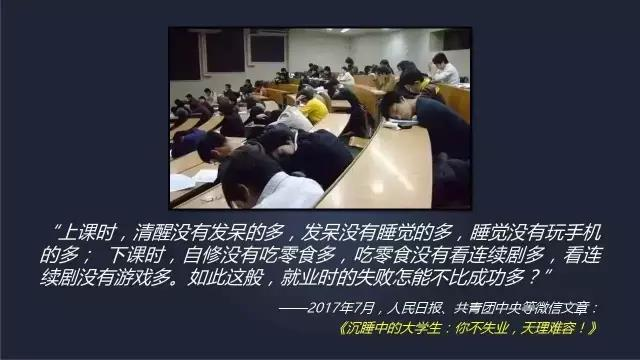 “上课时，清醒没有发呆的多，发呆没有睡觉的多，睡觉没有玩手机
的多； 下课时，自修没有吃零食多，吃零食没有看连续剧多，看连
续剧没有游戏多。如此这般，就业时的失败怎能不比成功多？”
——2017年7月，人民日报、共青团中央等微信文章：
《沉睡中的大学生：你不失业，天理难容！》